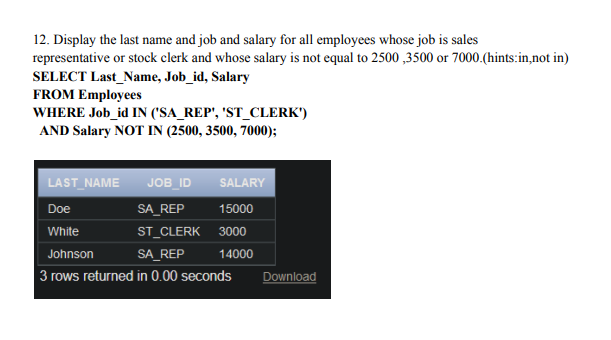 12. Display the last name and job and salary for all employees whose job is sales
representative or stock clerk and whose salary is not equal to 2500 ,3500 or 7000.(hints:in,not in)
SELECT Last_Name, Job_id, Salary
FROM Employees
WHERE Job_id IN ('SA_REP', 'ST_CLERK')
AND Salary NOT IN (2500, 3500, 7000);
LAST_NAME JOB_ID SALARY
Doe SA_REP 15000
White ST_CLERK 3000
Johnson SA_REP 14000
3 rows returned in 0.00 seconds Download